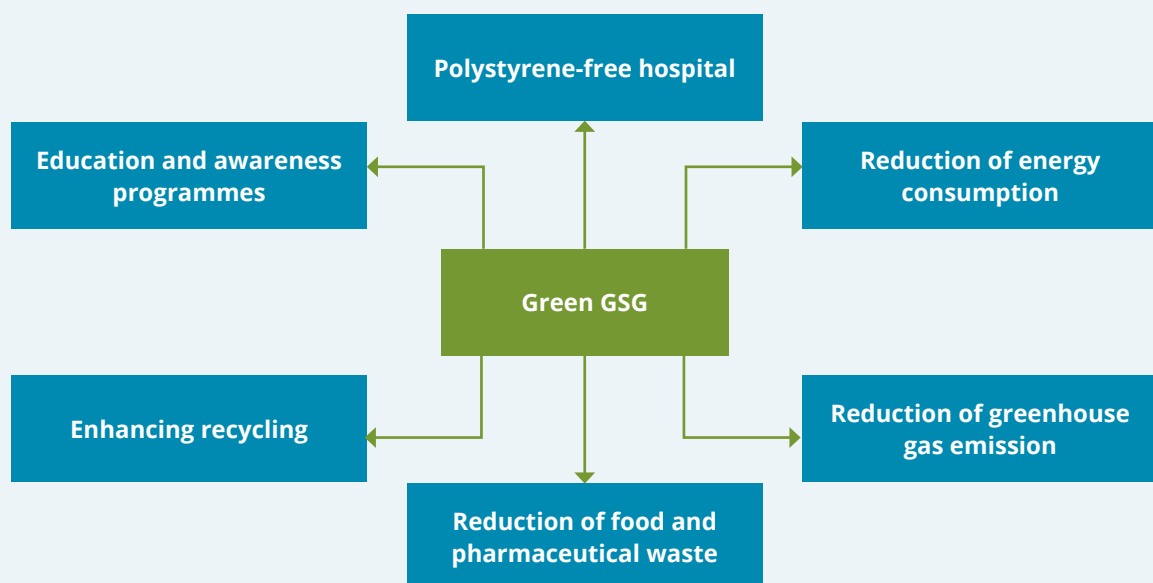 Polystyrene-free hospital
Education and awareness
programmes
Reduction of energy
consumption
Green GSG
Enhancing recycling
Reduction of greenhouse
gas emission
Reduction of food and
pharmaceutical waste